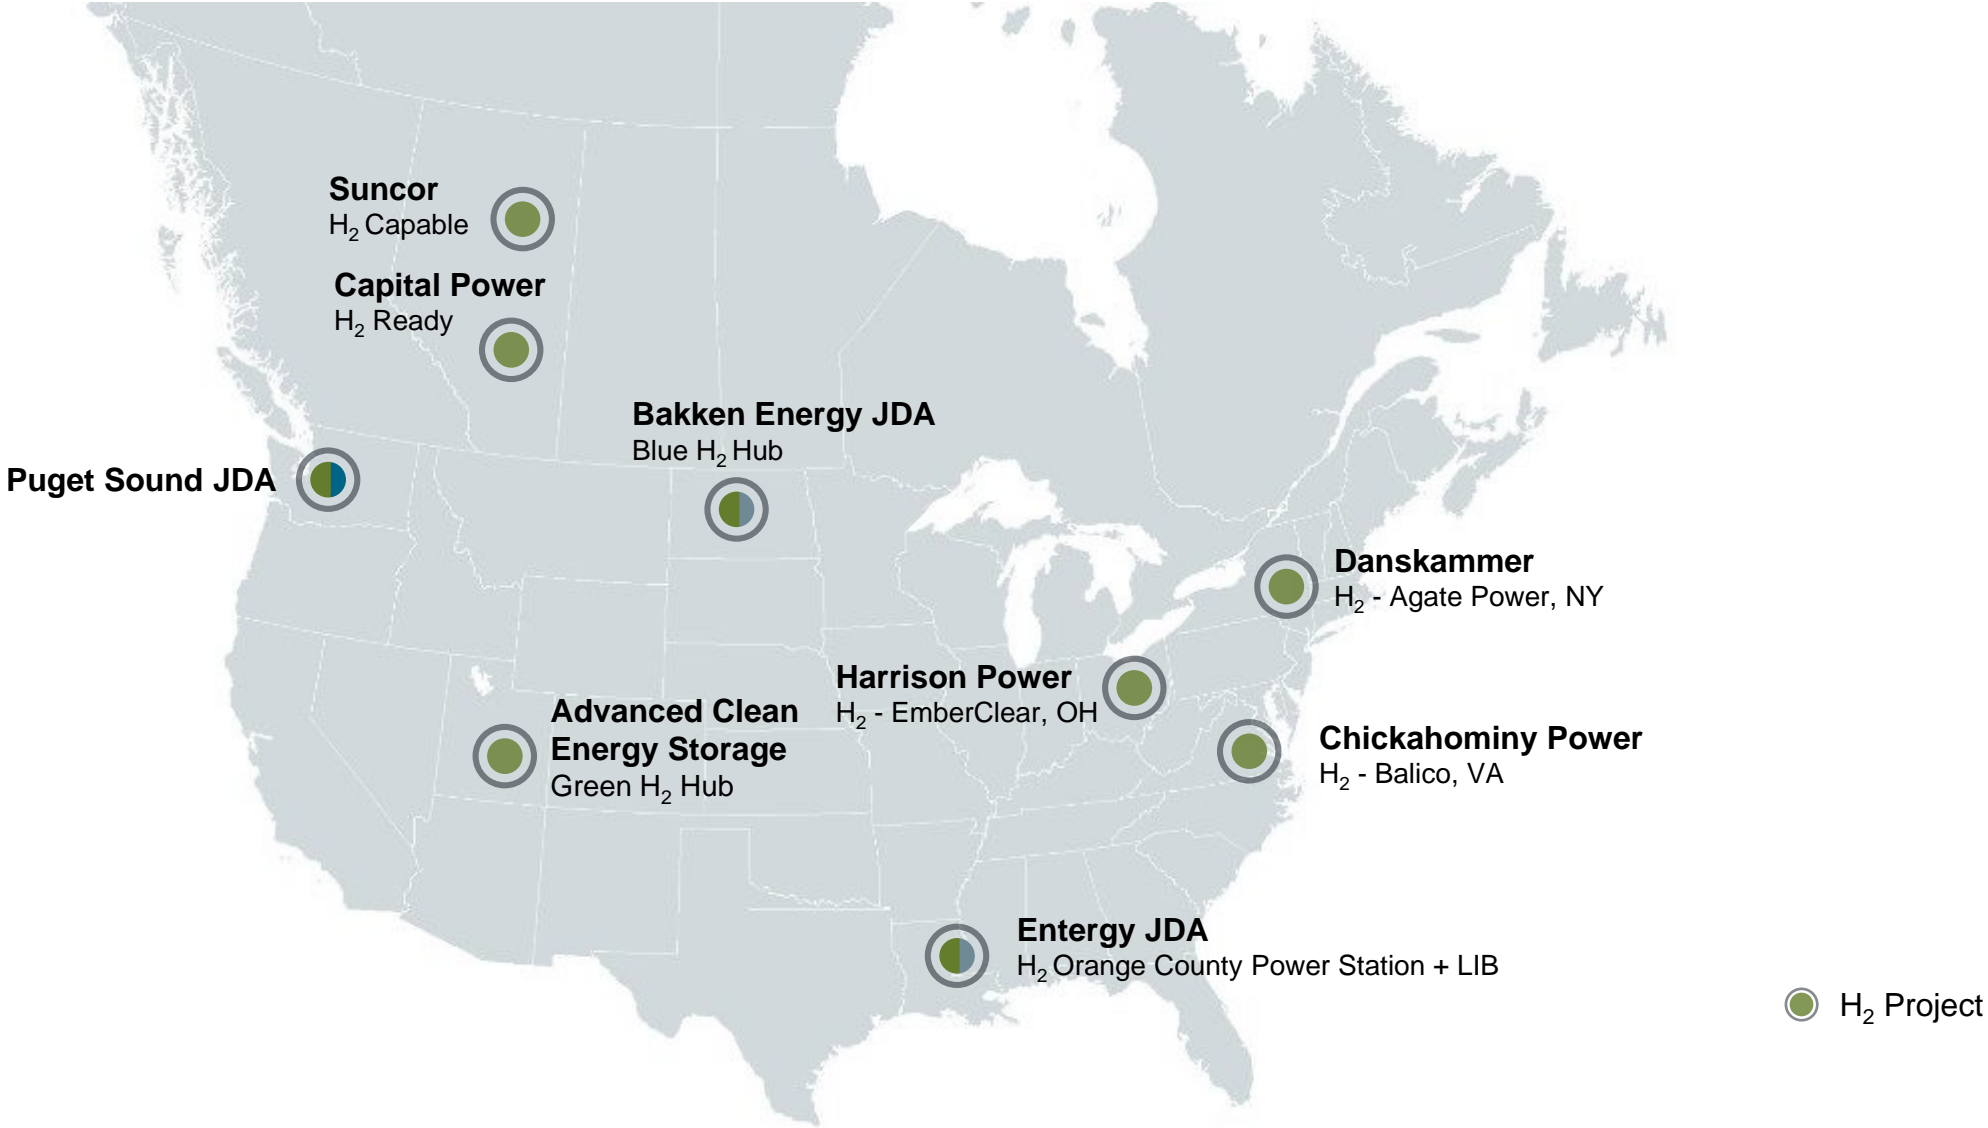 Suncor
H₂ Capable
Capital Power
H₂ Ready
Bakken Energy JDA
Blue H₂ Hub
Puget Sound JDA
Danskammer
H₂ - Agate Power, NY
Harrison Power
H₂ - EmberClear, OH
Advanced Clean
Energy Storage
Green H₂ Hub
Chickahominy Power
H₂ - Balico, VA
Entergy JDA
H₂ Orange County Power Station + LIB
H₂ Project